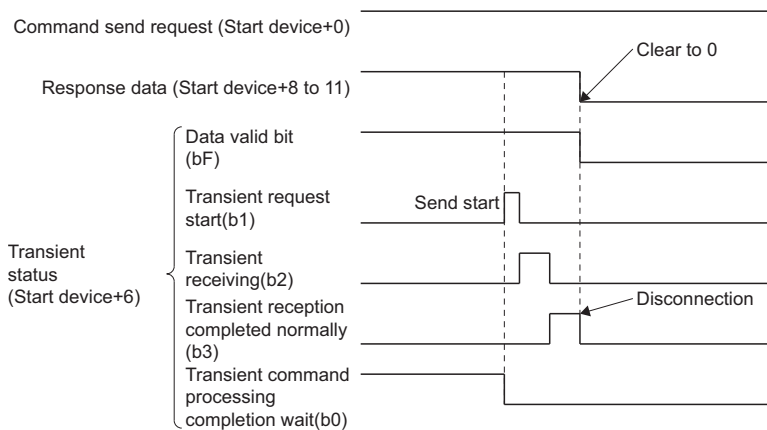 Command send request (Start device+0)
Clear to 0
Response data (Start device+8 to 11)
Data valid bit
(bF)
Transient request
start(b1)
Send start
Transient
status
(Start device+6)
Transient
receiving(b2)
Transient reception
completed normally
(b3)
Disconnection
Transient command
processing
completion wait(b0)